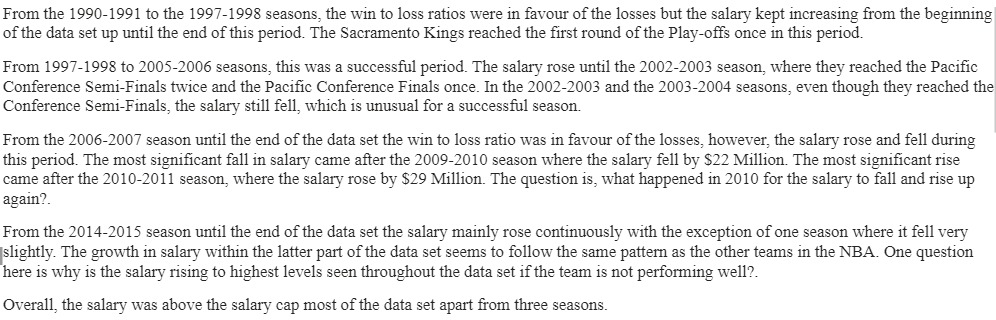 From the 1990-1991 to the 1997-1998 seasons, the win to loss ratios were in favour of the losses but the salary kept increasing from the beginning
of the data set up until the end of this period. The Sacramento Kings reached the first round of the Play-offs once in this period.
From 1997-1998 to 2005-2006 seasons, this was a successful period. The salary rose until the 2002-2003 season, where they reached the Pacific
Conference Semi-Finals twice and the Pacific Conference Finals once. In the 2002-2003 and the 2003-2004 seasons, even though they reached the
Conference Semi-Finals, the salary still fell, which is unusual for a successful season.
From the 2006-2007 season until the end of the data set the win to loss ratio was in favour of the losses, however, the salary rose and fell during
this period. The most significant fall in salary came after the 2009-2010 season where the salary fell by $22 Million. The most significant rise
came after the 2010-2011 season, where the salary rose by $29 Million. The question is, what happened in 2010 for the salary to fall and rise up
again?.
From the 2014-2015 season until the end of the data set the salary mainly rose continuously with the exception of one season where it fell very
slightly. The growth in salary within the latter part of the data set seems to follow the same pattern as the other teams in the NBA. One question
here is why is the salary rising to highest levels seen throughout the data set if the team is not performing well?.
Overall, the salary was above the salary cap most of the data set apart from three seasons.